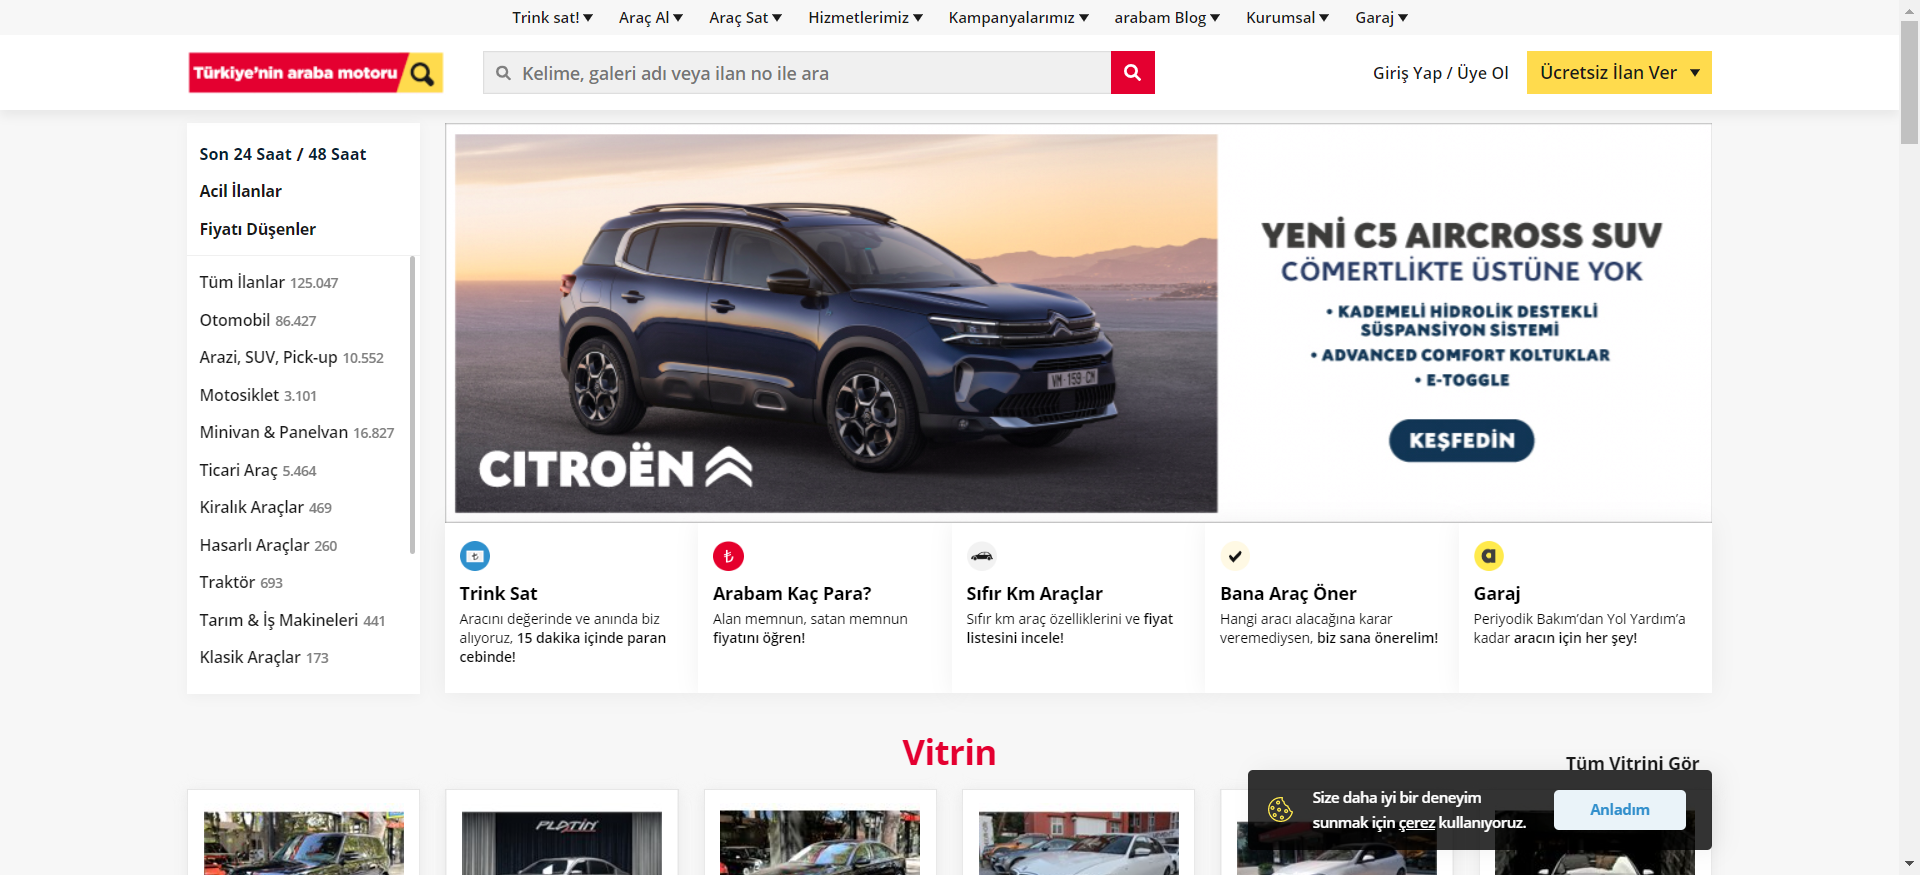 Trink sat!
Araç Al
Araç Sat
Hizmetlerimiz
Kampanyalarımız
arabam Blog
Kurumsal
Garaj
Türkiye'nin araba motoru
Kelime, galeri adı veya ilan no ile ara
Giriş Yap / Üye Ol
Ücretsiz İlan Ver
Son 24 Saat / 48 Saat
Acil İlanlar
Fiyatı Düşenler
Tüm İlanlar 125.047
Otomobil 86.427
Arazi, SUV, Pick-up 10.552
Motosiklet 3.101
Minivan & Panelvan 16.827
Ticari Araç 5.464
Kiralık Araçlar 469
Hasarlı Araçlar 260
Traktör 693
Tarım & İş Makineleri 441
Klasik Araçlar 173
VM-159-CM
CITROËN
YENİ C5 AIRCROSS SUV
CÖMERTLİKTE ÜSTÜNE YOK
• KADEMELİ HİDROLİK DESTEKLİ
SÜSPANSİYON SİSTEMİ
• ADVANCED COMFORT KOLTUKLAR
• E-TOGGLE
KEŞFEDİN
Trink Sat
Aracını değerinde ve anında biz
alıyoruz, 15 dakika içinde paran
cebinde!
Arabam Kaç Para?
Alan memnun, satan memnun
fiyatını öğren!
Sıfır Km Araçlar
Sıfır km araç özelliklerini ve fiyat
listesini incele!
Bana Araç Öner
Hangi aracı alacağına karar
veremediysen, biz sana önerelim!
Garaj
Periyodik Bakım'dan Yol Yardım'a
kadar aracın için her şey!
Vitrin
Tüm Vitrini Gör
PLATİN
Size daha iyi bir deneyim
sunmak için çerez kullanıyoruz.
Anladım